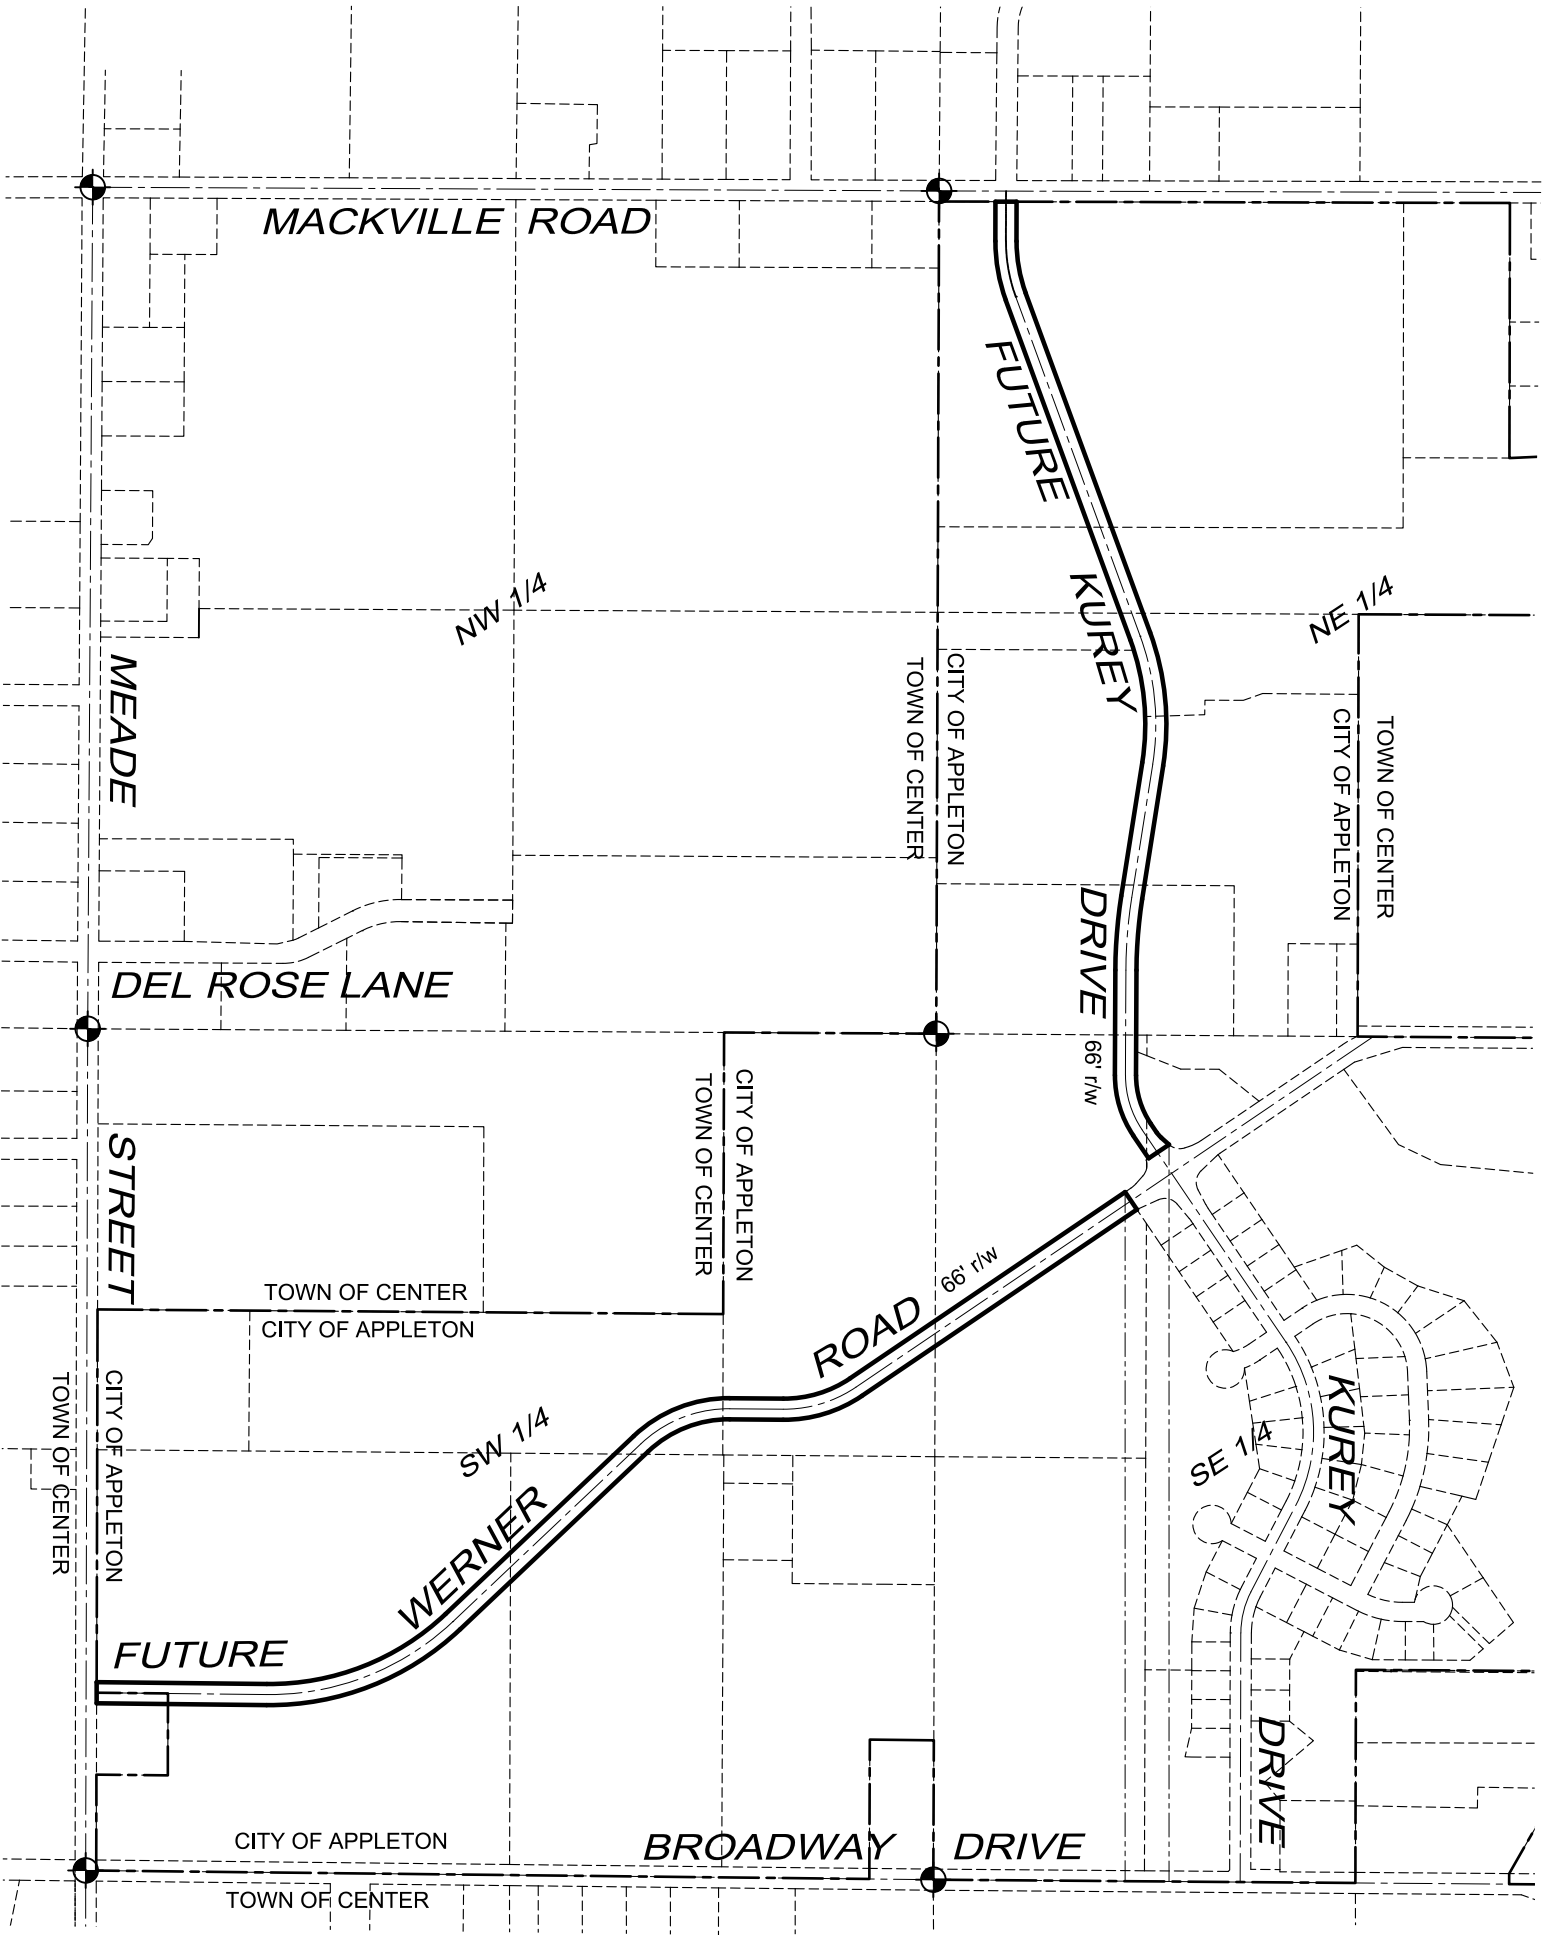 MACKVILLE ROAD
FUTURE
KUREY
DRIVE
66' r/w
NW 1/4
NE 1/4
MEADE
STREET
CITY OF APPLETON
TOWN OF CENTER
TOWN OF CENTER
CITY OF APPLETON
DEL ROSE LANE
CITY OF APPLETON
TOWN OF CENTER
TOWN OF CENTER
CITY OF APPLETON
66' r/w
ROAD
WERNER
FUTURE
SW 1/4
SE 1/4
KUREY
DRIVE
CITY OF APPLETON
TOWN OF CENTER
CITY OF APPLETON
BROADWAY DRIVE
TOWN OF CENTER